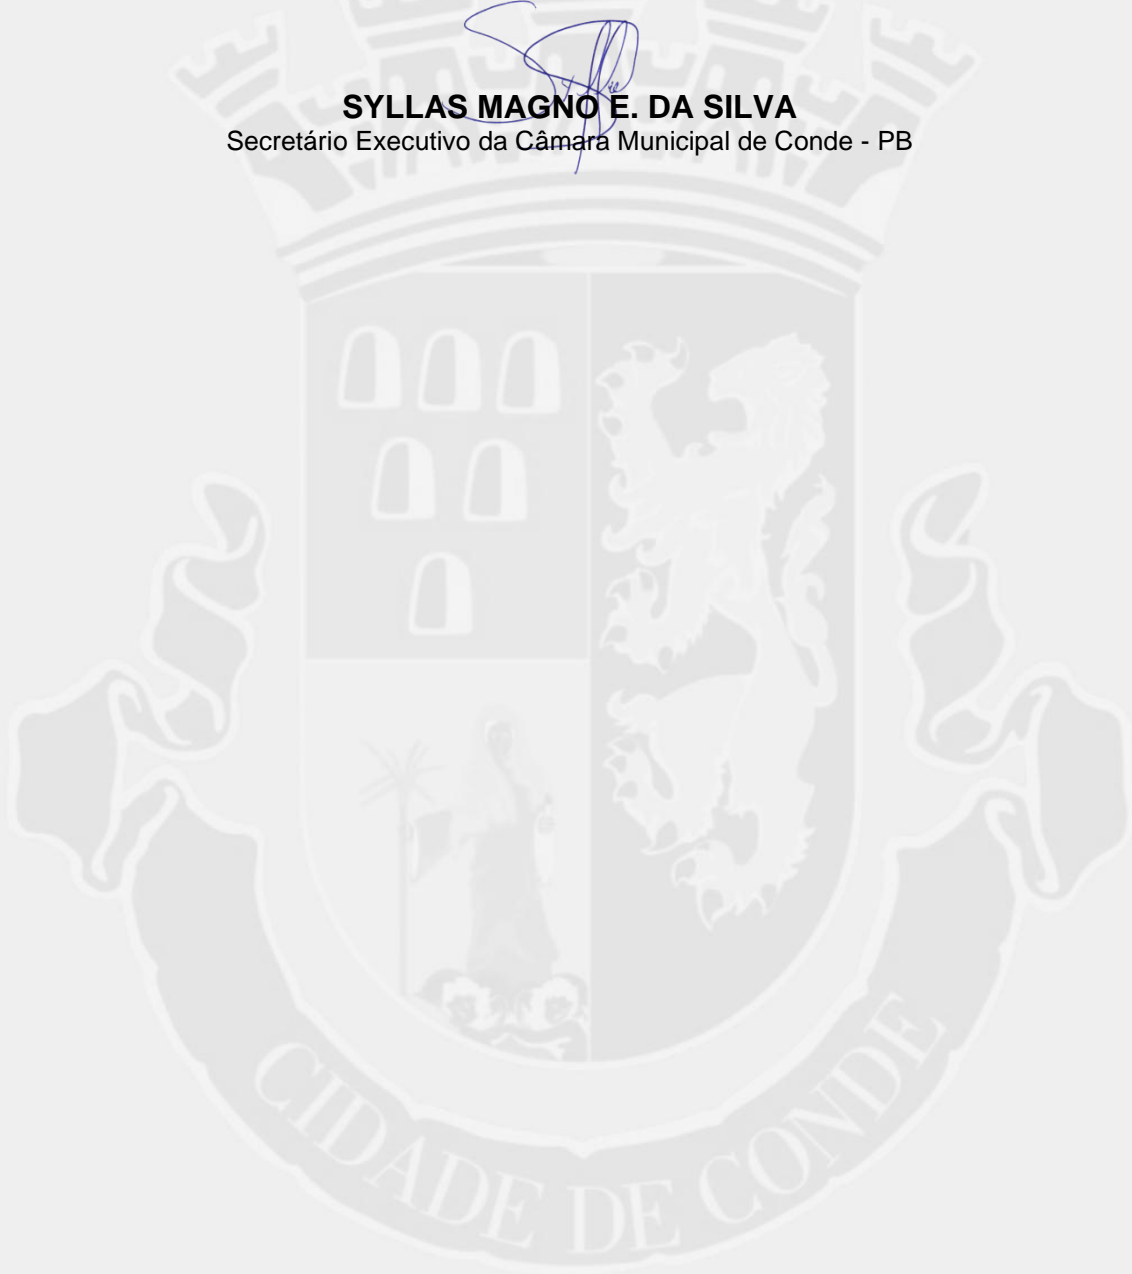 SYLLAS MAGNO E. DA SILVA
Secretário Executivo da Câmara Municipal de Conde - PB
CIDADE DE CONDE